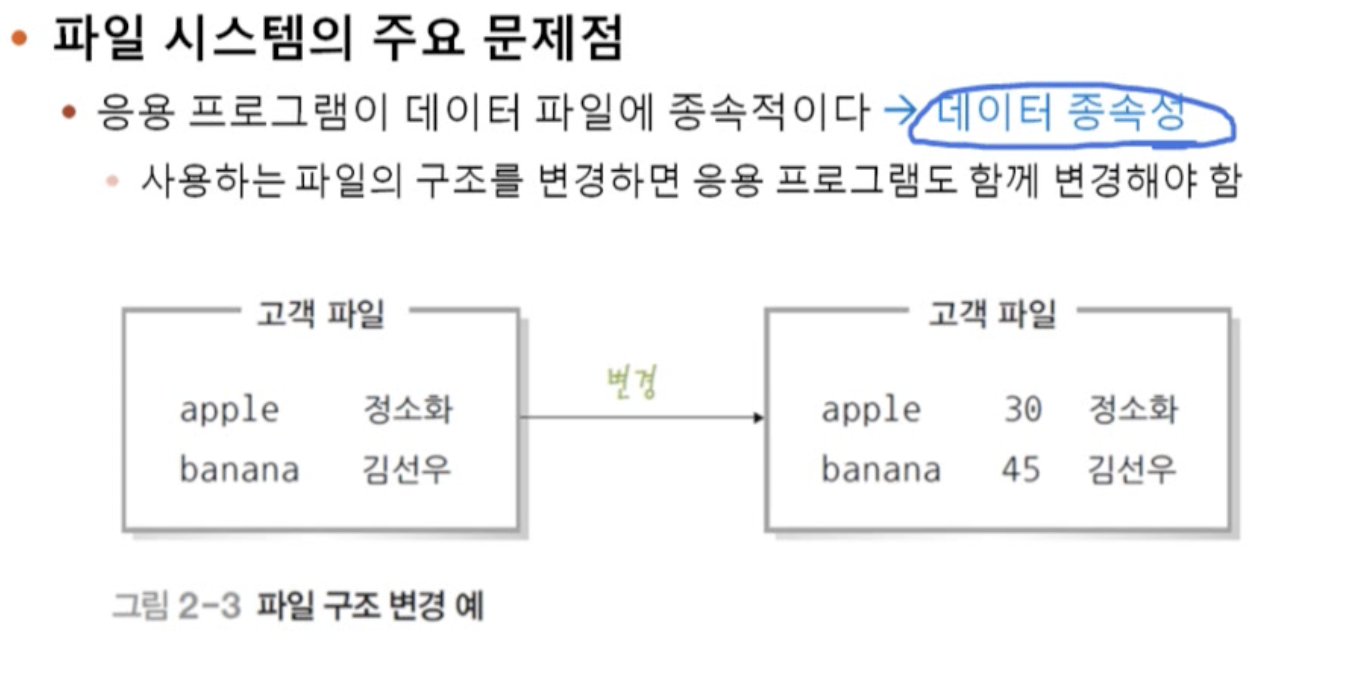 파일 시스템의 주요 문제점
응용 프로그램이 데이터 파일에 종속적이다 → 데이터 종속성
사용하는 파일의 구조를 변경하면 응용 프로그램도 함께 변경해야 함
고객 파일
apple 정소화
banana 김선우
변경
고객 파일
apple 30 정소화
banana 45 김선우
그림 2-3 파일 구조 변경 예